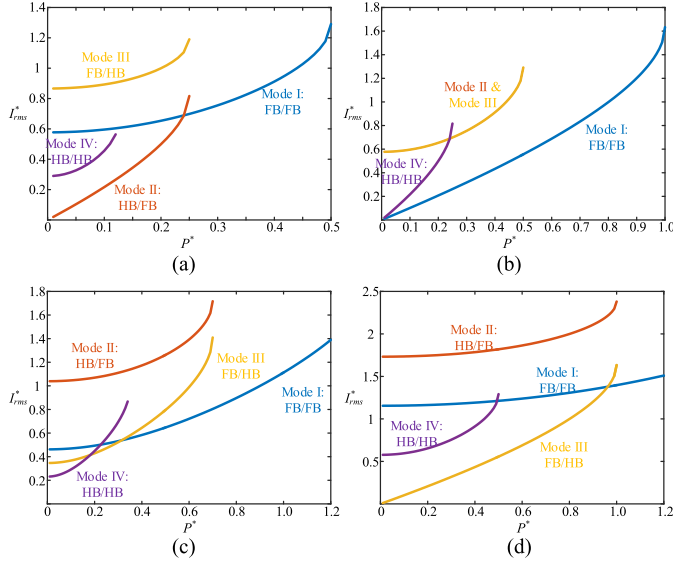 1.4
1.2
1
0.8
0.6
0.4
0.2
0
0.1
0.2
0.3
0.4
0.5
I*rms
P*
Mode III
FB/HB
Mode I:
FB/FB
Mode IV:
HB/HB
Mode II:
HB/FB
(a)
1.8
1.6
1.4
1.2
1
0.8
0.6
0.4
0.2
0
0.1
0.2
0.3
0.4
0.5
0.6
0.7
0.8
0.9
1.0
I*rms
P*
Mode II &
Mode III
Mode I:
FB/FB
Mode IV:
HB/HB
(b)
1.8
1.6
1.4
1.2
1
0.8
0.6
0.4
0.2
0
0.2
0.4
0.6
0.8
1.0
1.2
I*rms
P*
Mode II:
HB/FB
Mode III
FB/HB
Mode I:
FB/FB
Mode IV:
HB/HB
(c)
2.5
2
1.5
1
0.5
0
0.2
0.4
0.6
0.8
1.0
1.2
I*rms
P*
Mode II:
HB/FB
Mode I:
FB/FB
Mode IV:
HB/HB
Mode III
FB/HB
(d)